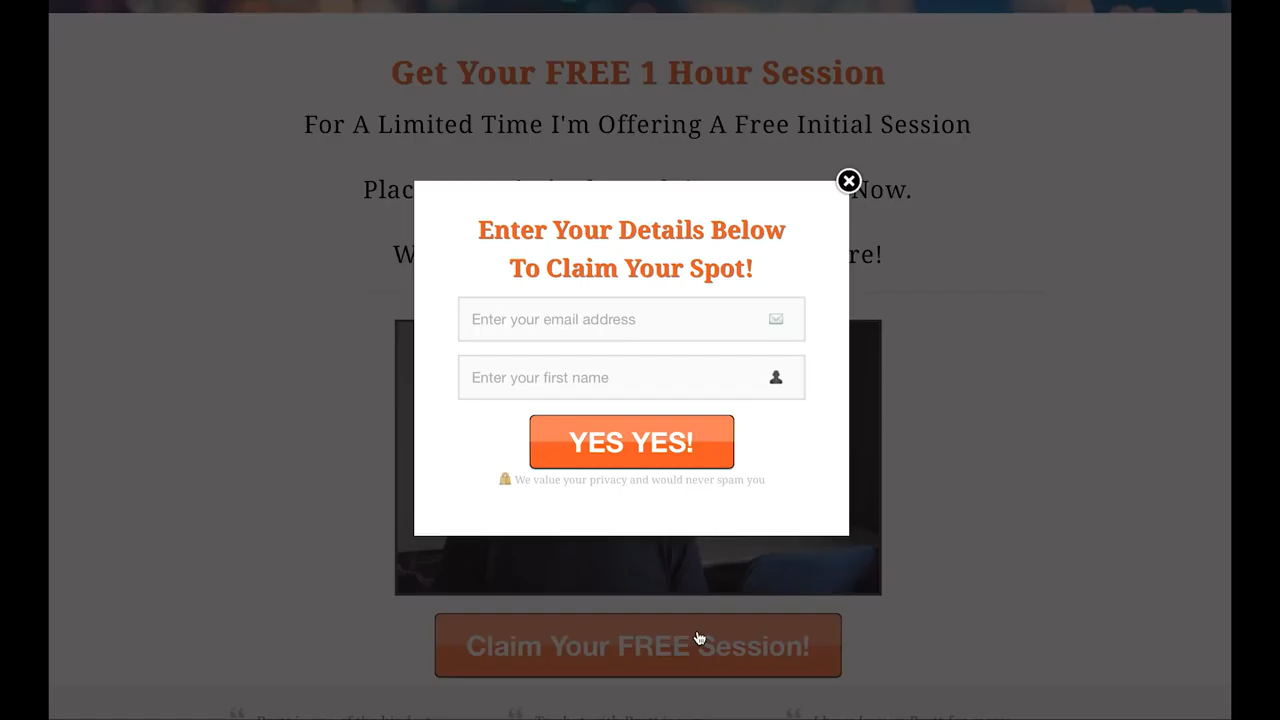 Get Your FREE 1 Hour Session
For A Limited Time I'm Offering A Free Initial Session
Now.
Enter Your Details Below
To Claim Your Spot!
Enter your email address
Enter your first name
YES YES!
We value your privacy and would never spam you
Claim Your FREE Session!